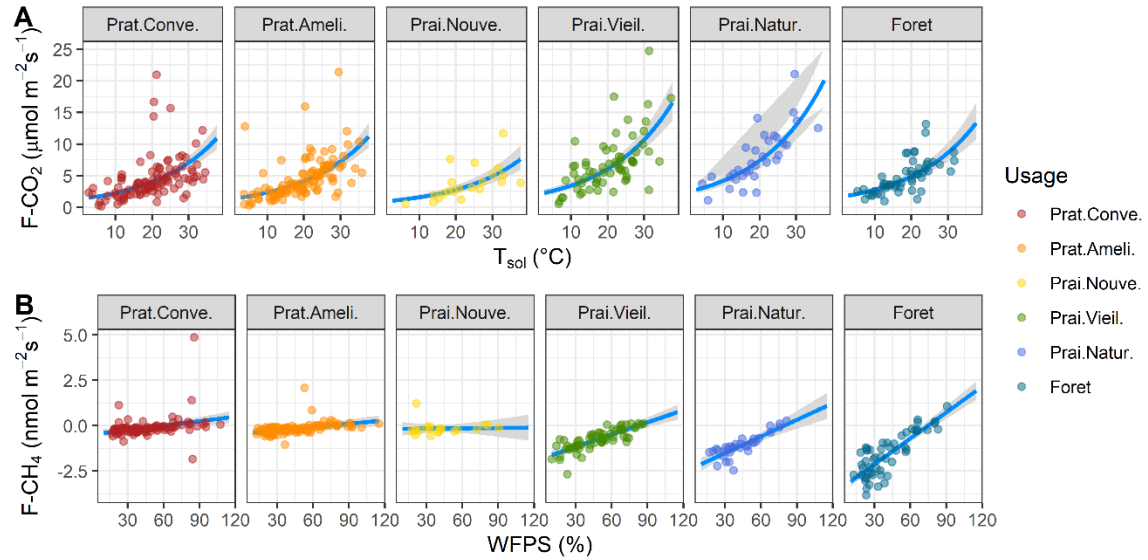 A
Prat.Conve. Prat.Ameli. Prai.Nouve. Prai.Vieil. Prai.Natur. Foret
F-CO₂ (µmol m⁻²s⁻¹)
25
20
15
10
5
0
10 20 30 10 20 30 10 20 30 10 20 30 10 20 30 10 20 30
Tsol (°C)
B
Prat.Conve. Prat.Ameli. Prai.Nouve. Prai.Vieil. Prai.Natur. Foret
F-CH₄ (nmol m⁻²s⁻¹)
5.0
2.5
0.0
-2.5
30 60 90 120 30 60 90 120 30 60 90 120 30 60 90 120 30 60 90 120 30 60 90 120
WFPS (%)
Usage
Prat.Conve.
Prat.Ameli.
Prai.Nouve.
Prai.Vieil.
Prai.Natur.
Foret